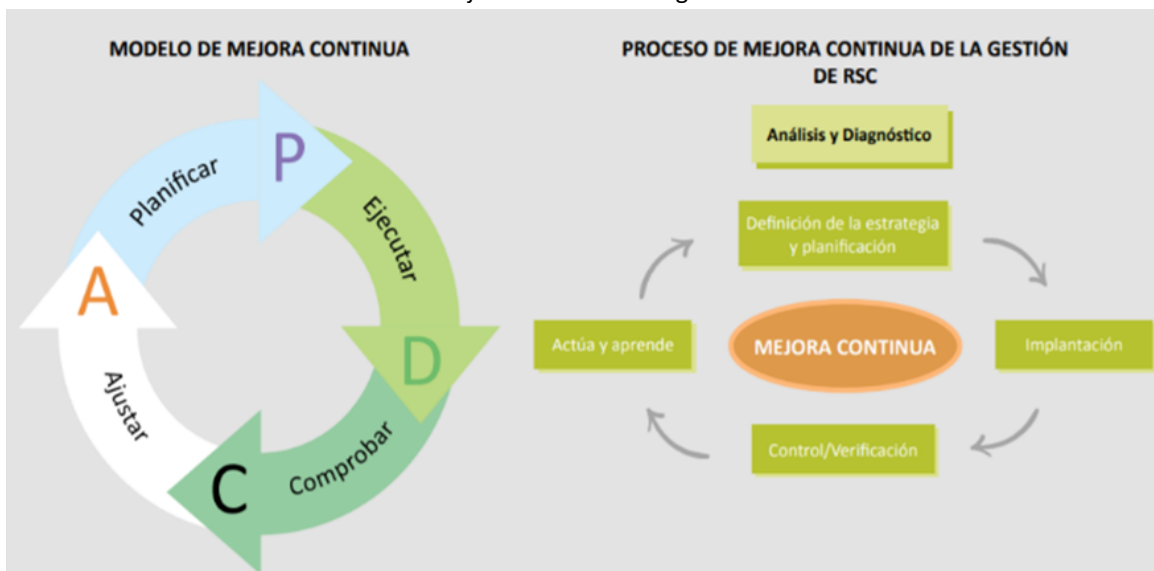 MODELO DE MEJORA CONTINUA
P
Planificar
Ejecutar
D
Comprobar
C
Ajustar
A
PROCESO DE MEJORA CONTINUA DE LA GESTIÓN
DE RSC
Análisis y Diagnóstico
Definición de la estrategia
y planificación
Actúa y aprende
MEJORA CONTINUA
Implantación
Control/Verificación